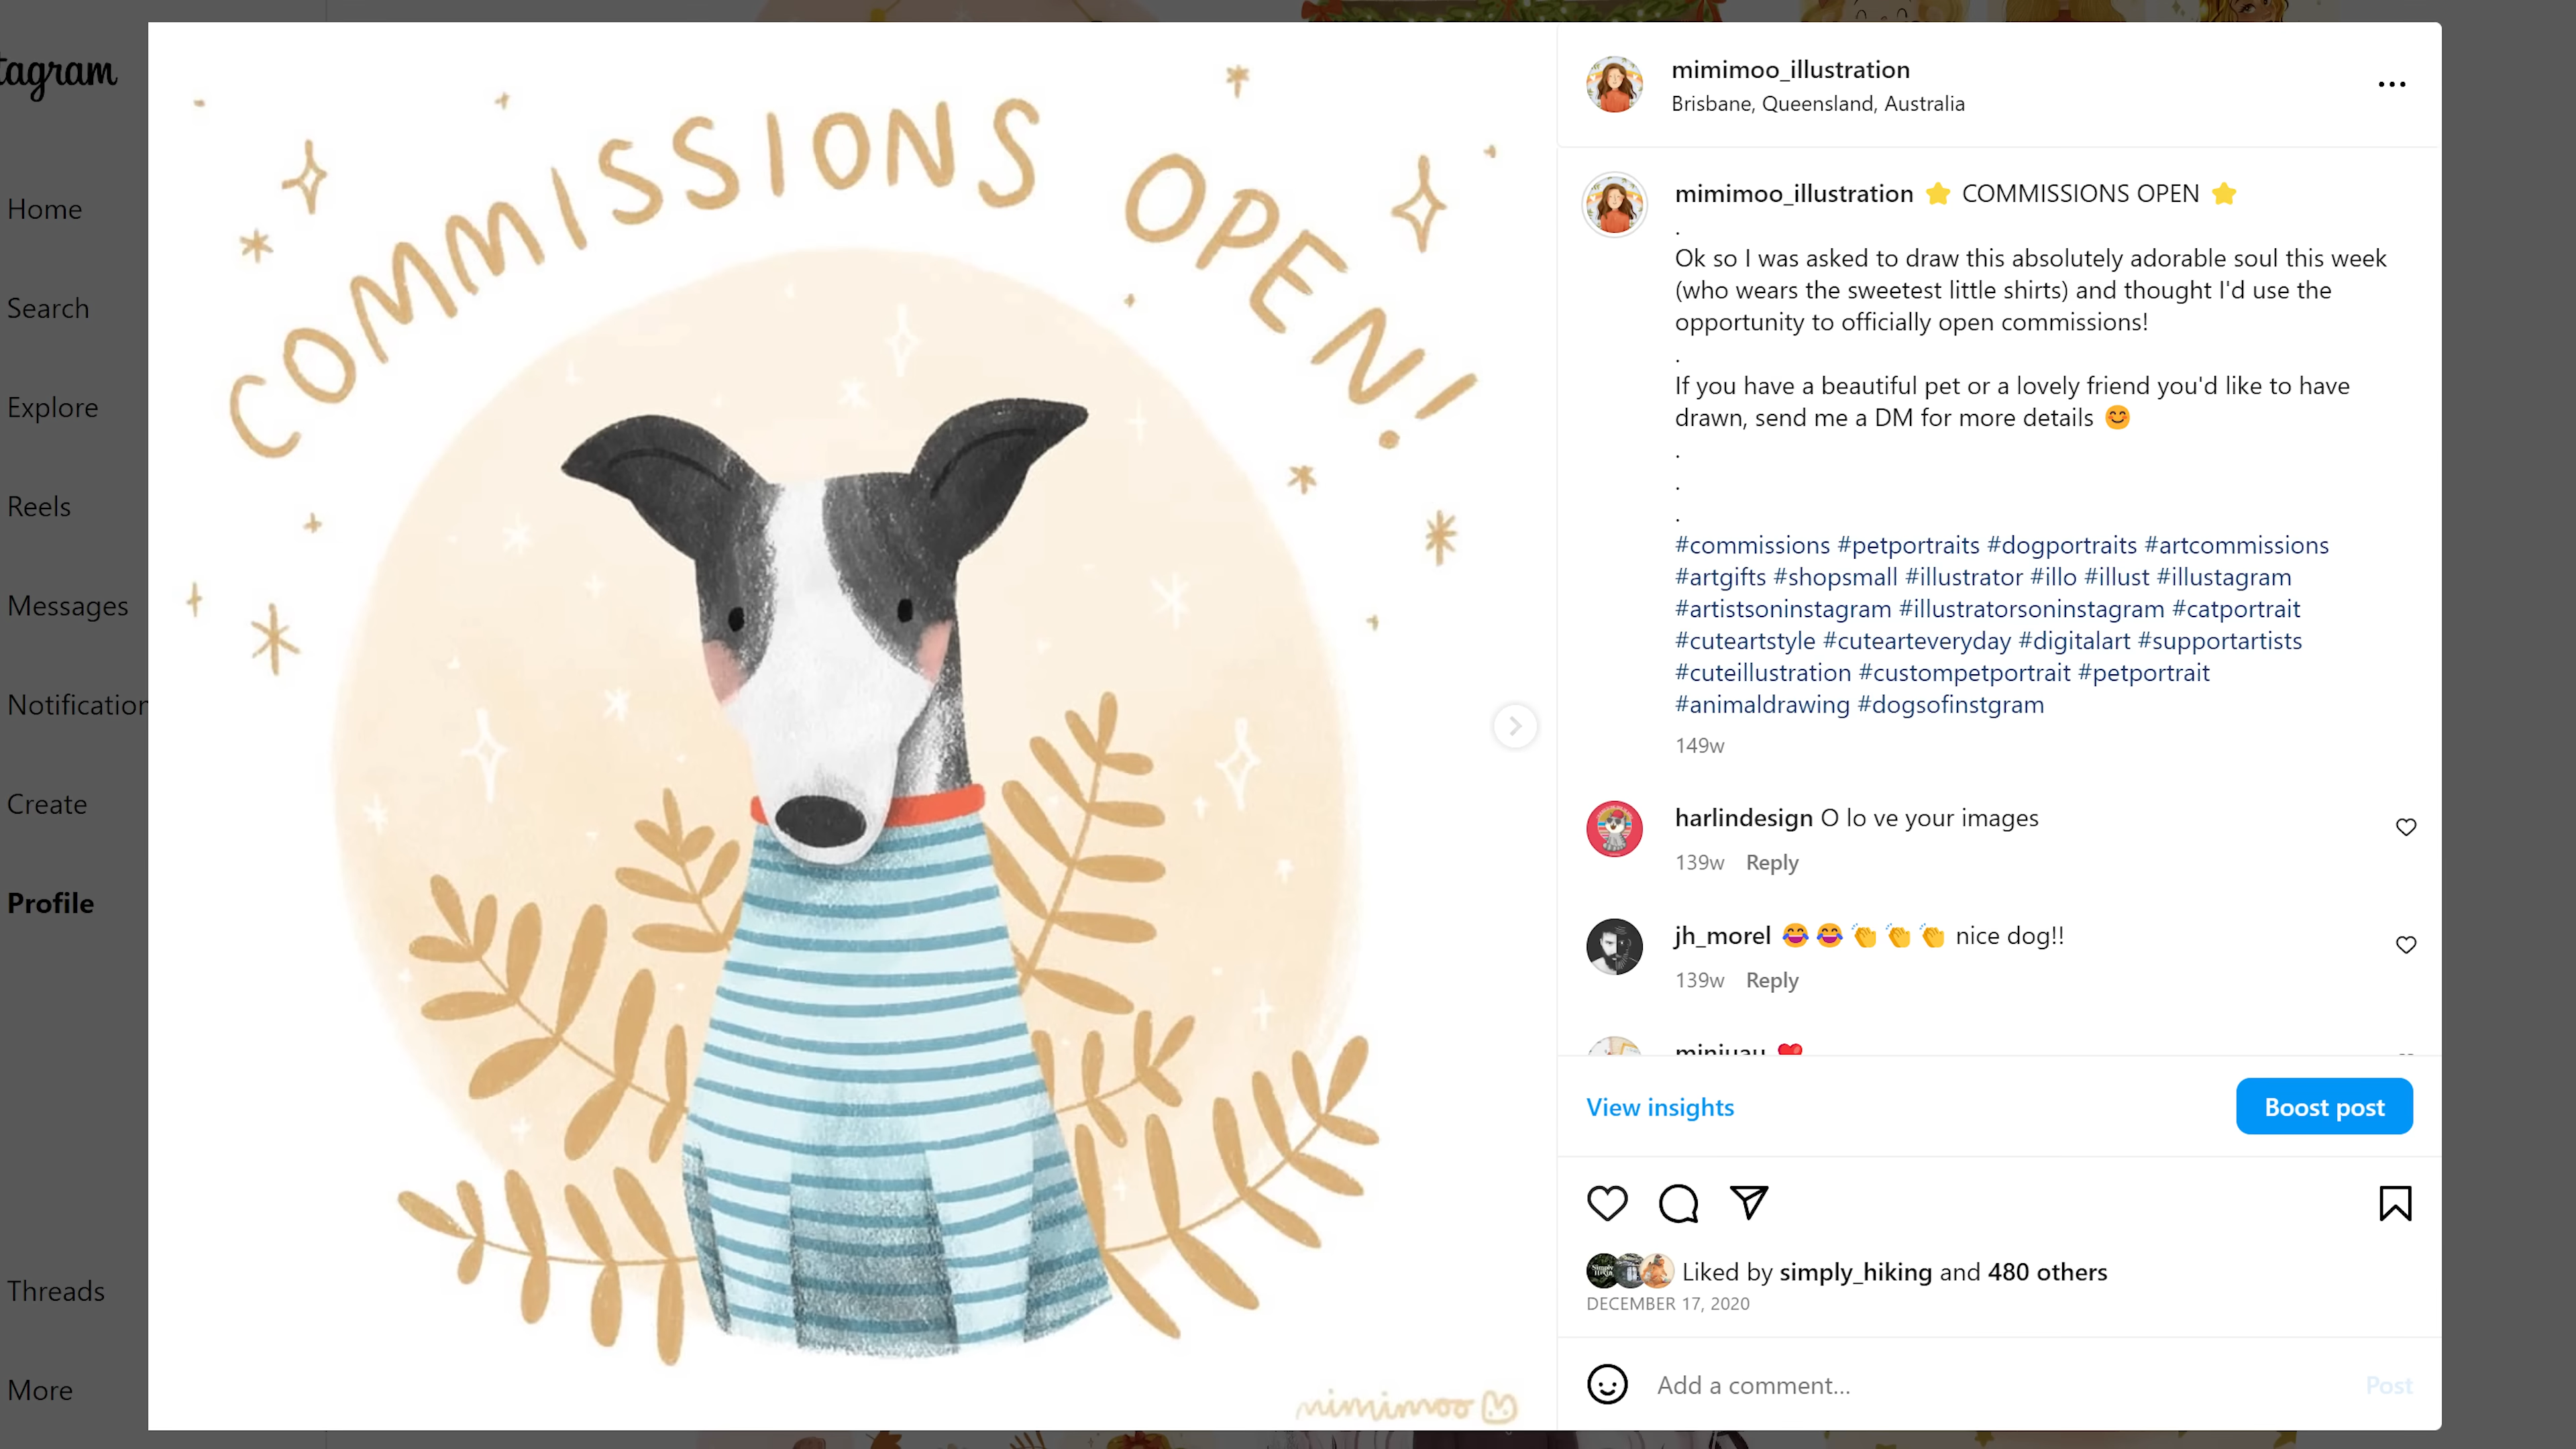 tagram
Home
Search
Explore
Reels
Messages
Notification
Create
Profile
Threads
More
COMMISSIONS OPEN!
mimimoo
mimimoo_illustration
Brisbane, Queensland, Australia
mimimoo_illustration ⭐ COMMISSIONS OPEN ⭐
.
Ok so I was asked to draw this absolutely adorable soul this week
(who wears the sweetest little shirts) and thought I'd use the
opportunity to officially open commissions!
.
If you have a beautiful pet or a lovely friend you'd like to have
drawn, send me a DM for more details 😊
.
.
.
#commissions #petportraits #dogportraits #artcommissions
#artgifts #shopsmall #illustrator #illo #illust #illustagram
#artistsoninstagram #illustratorsoninstagram #catportrait
#cuteartstyle #cutearteveryday #digitalart #supportartists
#cuteillustration #custompetportrait #petportrait
#animaldrawing #dogsofinstgram
149w
harlindesign O lo ve your images
139w Reply
jh_morel 😂😂👏👏👏 nice dog!!
139w Reply
View insights
Boost post
Liked by simply_hiking and 480 others
DECEMBER 17, 2020
Add a comment...
Post